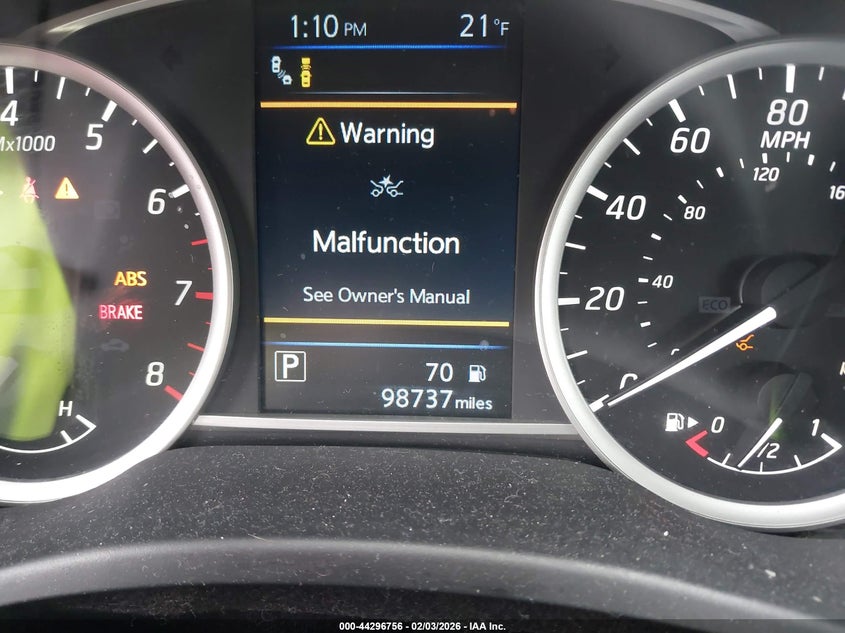 1:10 PM 21°F
Warning
Malfunction
See Owner's Manual
P
70
98737 miles
4
5
6
7
8
x1000
ABS
BRAKE
H
20
40
60
80
MPH
0
40
80
120
ECO
0
1/2
1
000-44296756 - 02/03/2026 - IAA Inc.